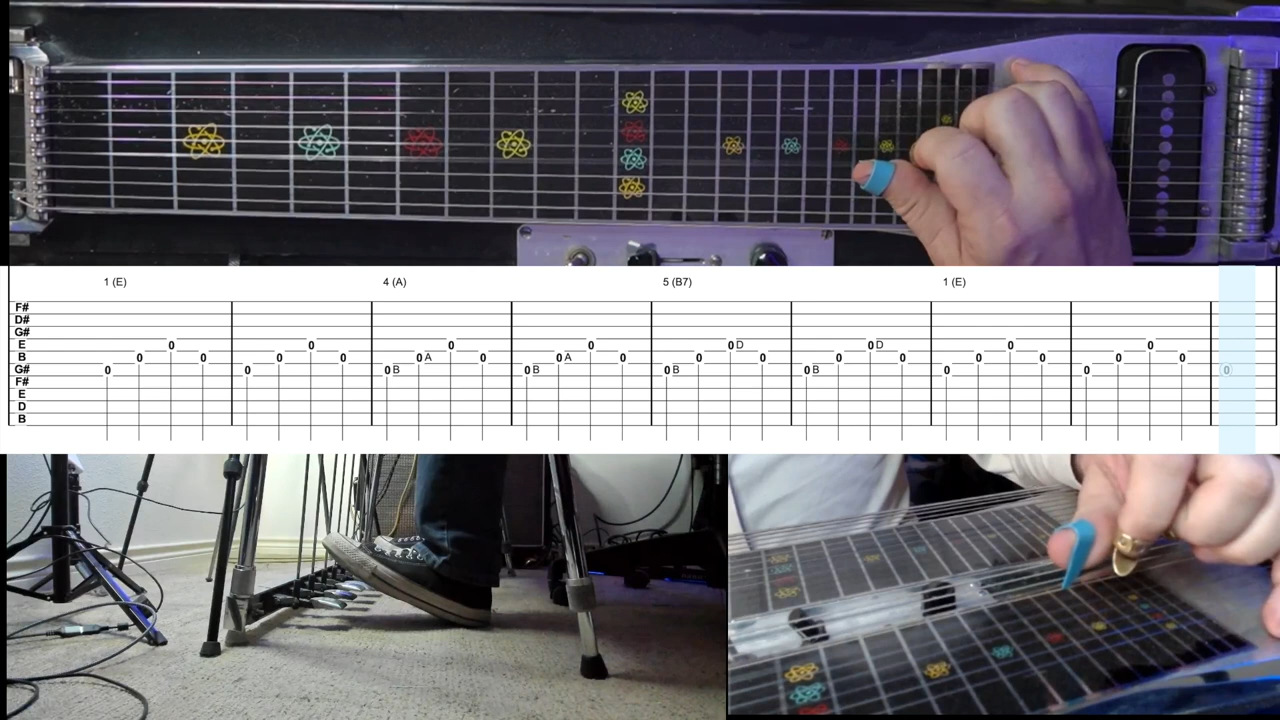 1 (E) 4 (A) 5 (B7) 1 (E)
F#
D#
G#
E 0 0 0 0 D 0 D 0 0
B 0 0 0 0 0 A 0 0 A 0 0 0 0 0 0 0 0 0
G# 0 0 0 B 0 B 0 B 0 B 0 0 0
F#
E
D
B